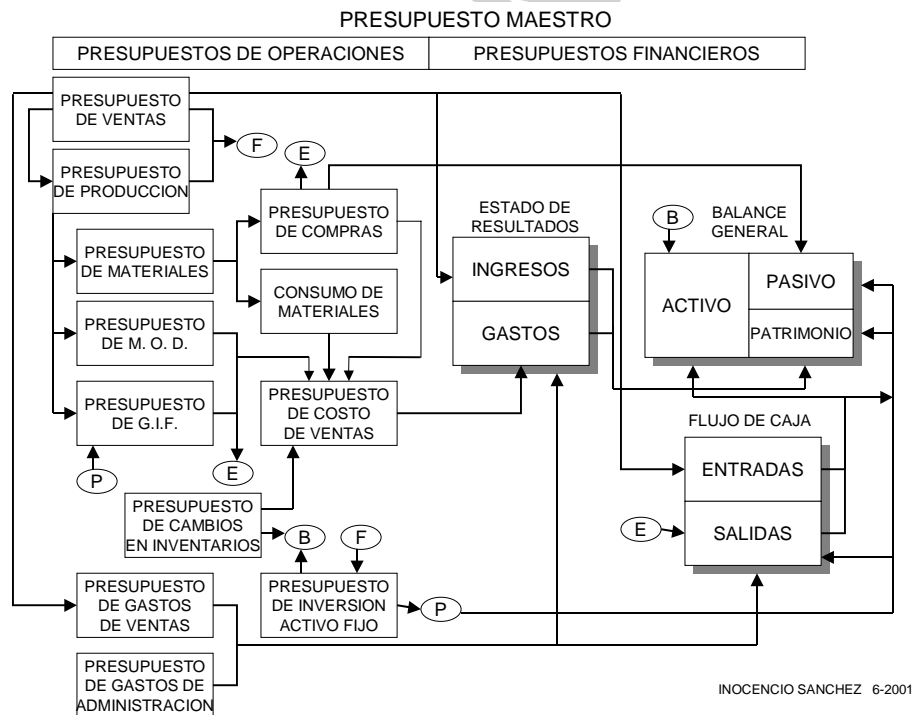 PRESUPUESTO MAESTRO
PRESUPUESTOS DE OPERACIONES
PRESUPUESTOS FINANCIEROS
PRESUPUESTO
DE VENTAS
F
E
PRESUPUESTO
DE PRODUCCION
PRESUPUESTO
DE COMPRAS
ESTADO DE
RESULTADOS
B
BALANCE
GENERAL
PRESUPUESTO
DE MATERIALES
CONSUMO DE
MATERIALES
INGRESOS
GASTOS
ACTIVO
PASIVO
PATRIMONIO
PRESUPUESTO
DE M. O. D.
PRESUPUESTO
DE G.I.F.
PRESUPUESTO
DE COSTO
DE VENTAS
P
E
FLUJO DE CAJA
ENTRADAS
SALIDAS
E
PRESUPUESTO
DE CAMBIOS
EN INVENTARIOS
B
F
PRESUPUESTO
DE GASTOS
DE VENTAS
PRESUPUESTO
DE INVERSION
ACTIVO FIJO
P
PRESUPUESTO
DE GASTOS DE
ADMINISTRACION
INOCENCIO SANCHEZ 6-2001